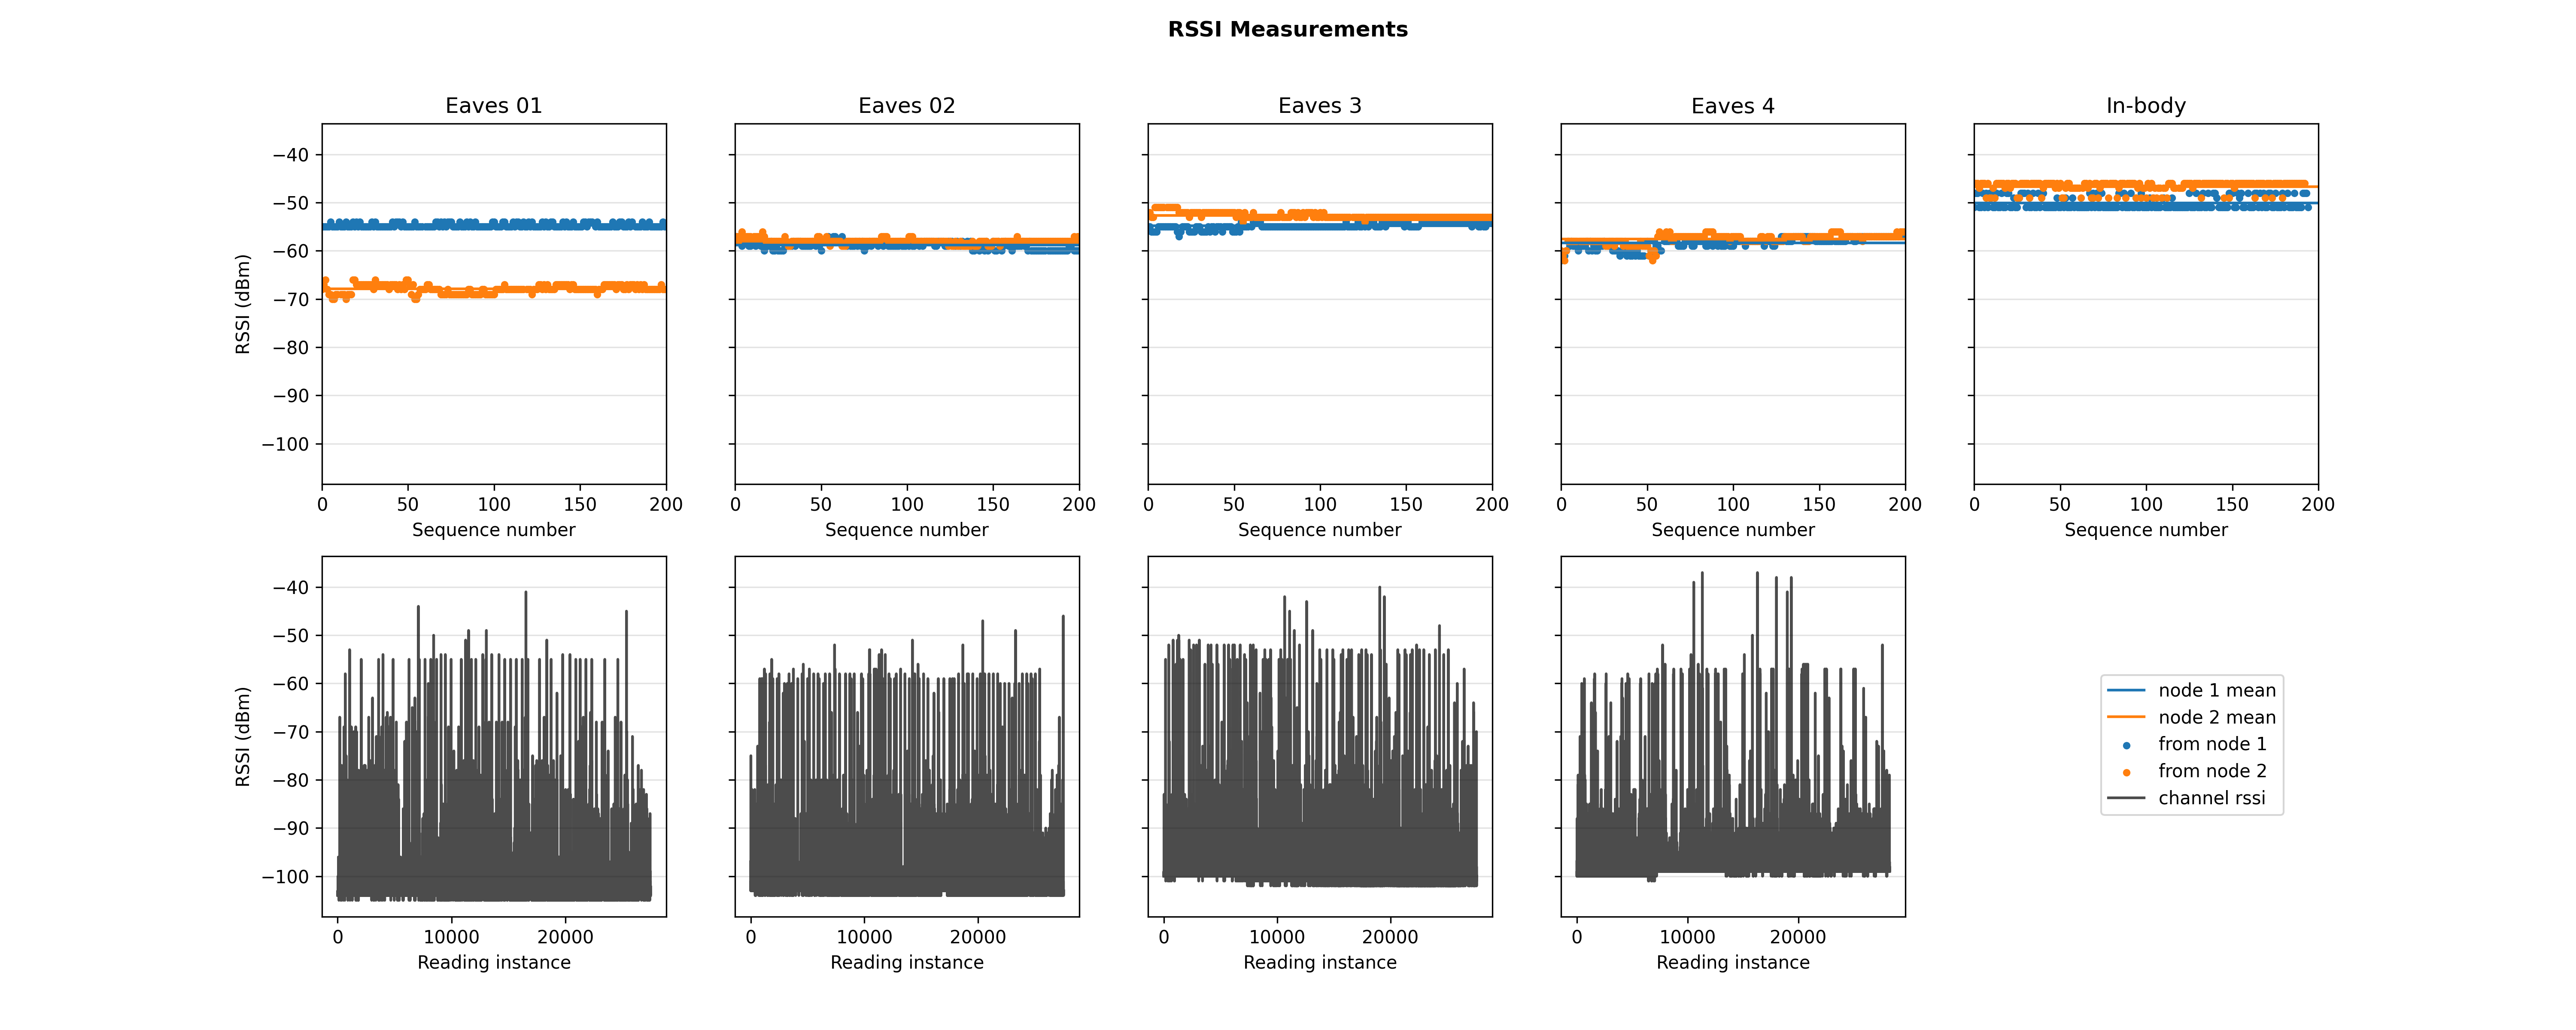 RSSI Measurements
Eaves 01
Eaves 02
Eaves 3
Eaves 4
In-body
RSSI (dBm)
−40
−50
−60
−70
−80
−90
−100
0 50 100 150 200
0 50 100 150 200
0 50 100 150 200
0 50 100 150 200
0 50 100 150 200
Sequence number
Sequence number
Sequence number
Sequence number
Sequence number
RSSI (dBm)
−40
−50
−60
−70
−80
−90
−100
0 10000 20000
0 10000 20000
0 10000 20000
0 10000 20000
Reading instance
Reading instance
Reading instance
Reading instance
node 1 mean
node 2 mean
from node 1
from node 2
channel rssi